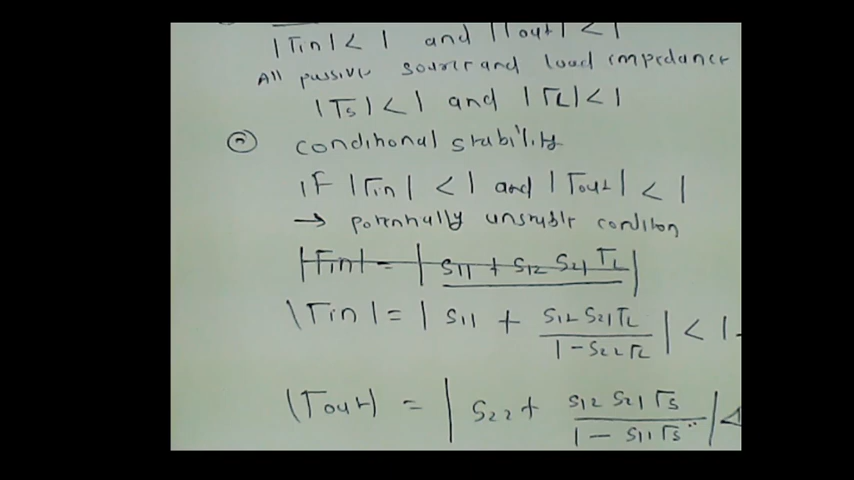 |Γin| < 1 and |Γout| < 1
All passive source and load impedance
|Γs| < 1 and |ΓL| < 1
② conditional stability
if |Γin| < 1 and |Γout| < 1
→ potentially unstable condition
|Γin| = | S11 + S12 S21 ΓL |
|Γin| = | S11 + S12 S21 ΓL / 1 - S22 ΓL | < 1
|Γout| = | S22 + S12 S21 Γs / 1 - S11 Γs | <